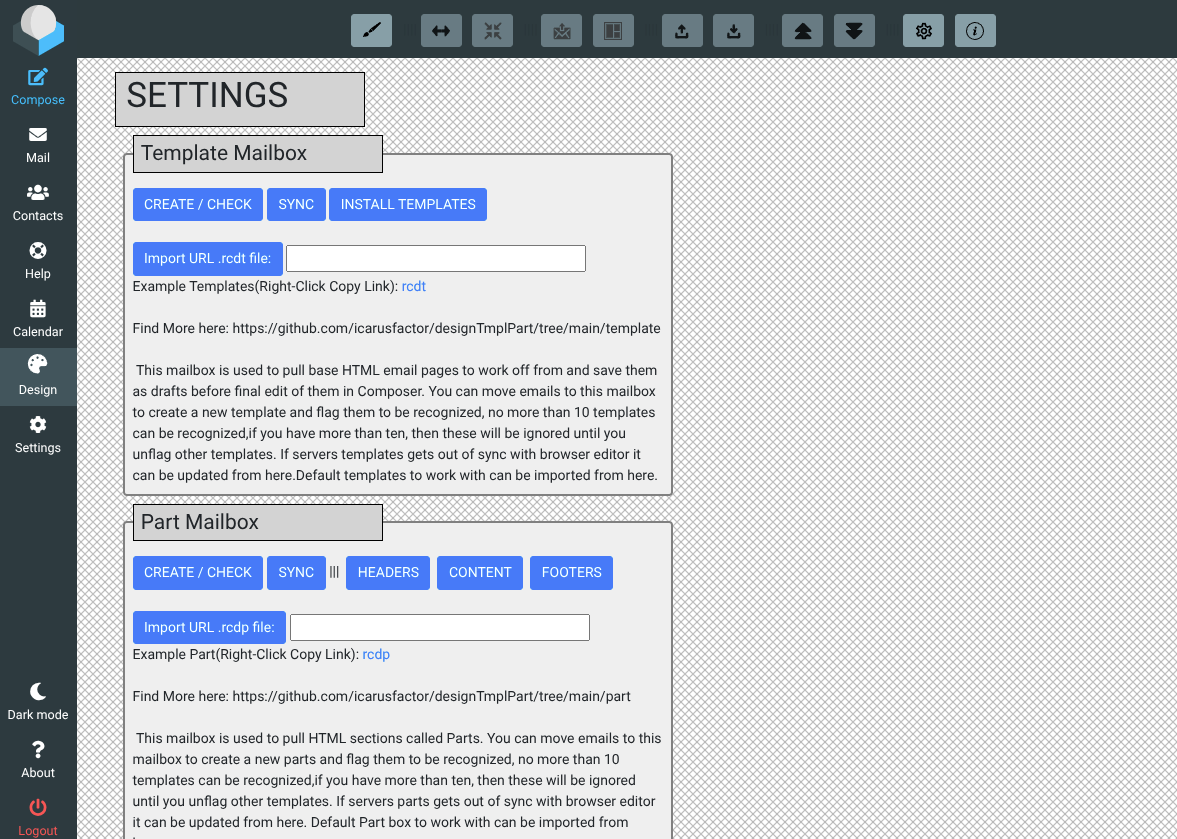 Compose
Mail
Contacts
Help
Calendar
Design
Settings
Dark mode
About
Logout
SETTINGS
Template Mailbox
CREATE / CHECK SYNC INSTALL TEMPLATES
Import URL .rcdt file:
Example Templates(Right-Click Copy Link): rcdt
Find More here: https://github.com/icarusfactor/designTmplPart/tree/main/template
This mailbox is used to pull base HTML email pages to work off from and save them
as drafts before final edit of them in Composer. You can move emails to this mailbox
to create a new template and flag them to be recognized, no more than 10 templates
can be recognized,if you have more than ten, then these will be ignored until you
unflag other templates. If servers templates gets out of sync with browser editor it
can be updated from here.Default templates to work with can be imported from here.
Part Mailbox
CREATE / CHECK SYNC ||| HEADERS CONTENT FOOTERS
Import URL .rcdp file:
Example Part(Right-Click Copy Link): rcdp
Find More here: https://github.com/icarusfactor/designTmplPart/tree/main/part
This mailbox is used to pull HTML sections called Parts. You can move emails to this
mailbox to create a new parts and flag them to be recognized, no more than 10
templates can be recognized,if you have more than ten, then these will be ignored
until you unflag other templates. If servers parts gets out of sync with browser editor
it can be updated from here. Default Part box to work with can be imported from